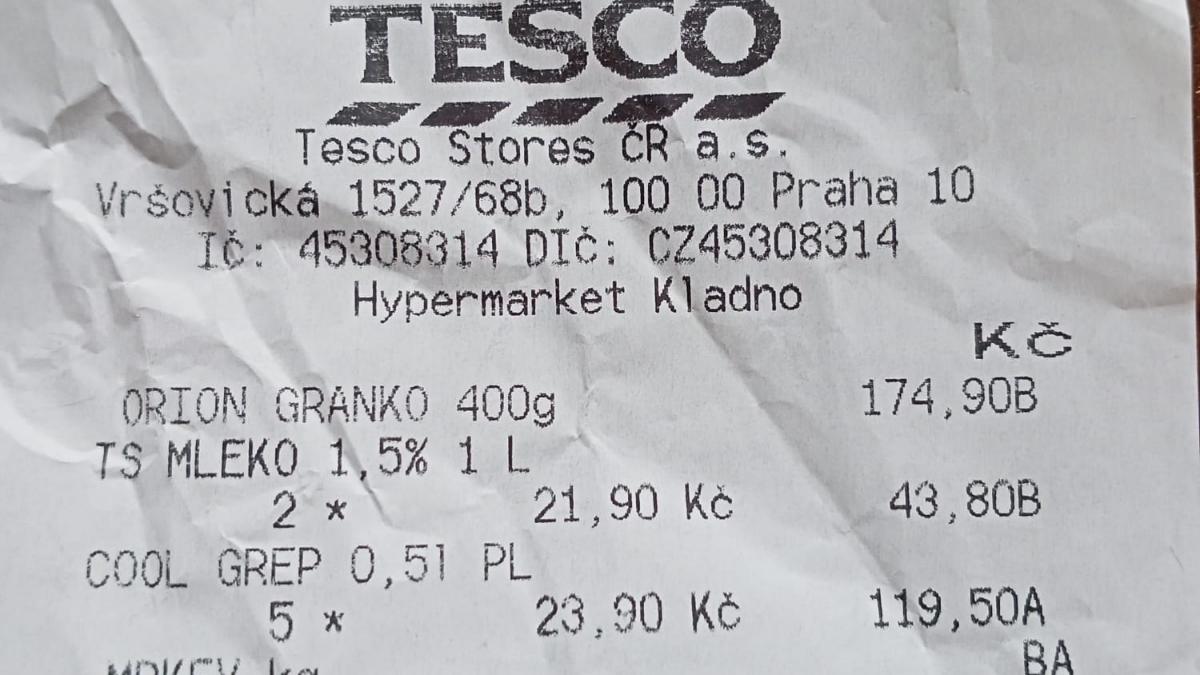 TESCO
Tesco Stores ČR a.s.
Vršovická 1527/68b, 100 00 Praha 10
IČ: 45308314 DIČ: CZ45308314
Hypermarket Kladno
Kč
ORION GRANKO 400g 174,90B
TS MLEKO 1,5% 1 L
2 * 21,90 Kč 43,80B
COOL GREP 0,5l PL
5 * 23,90 Kč 119,50A
BA
MRKEV kg